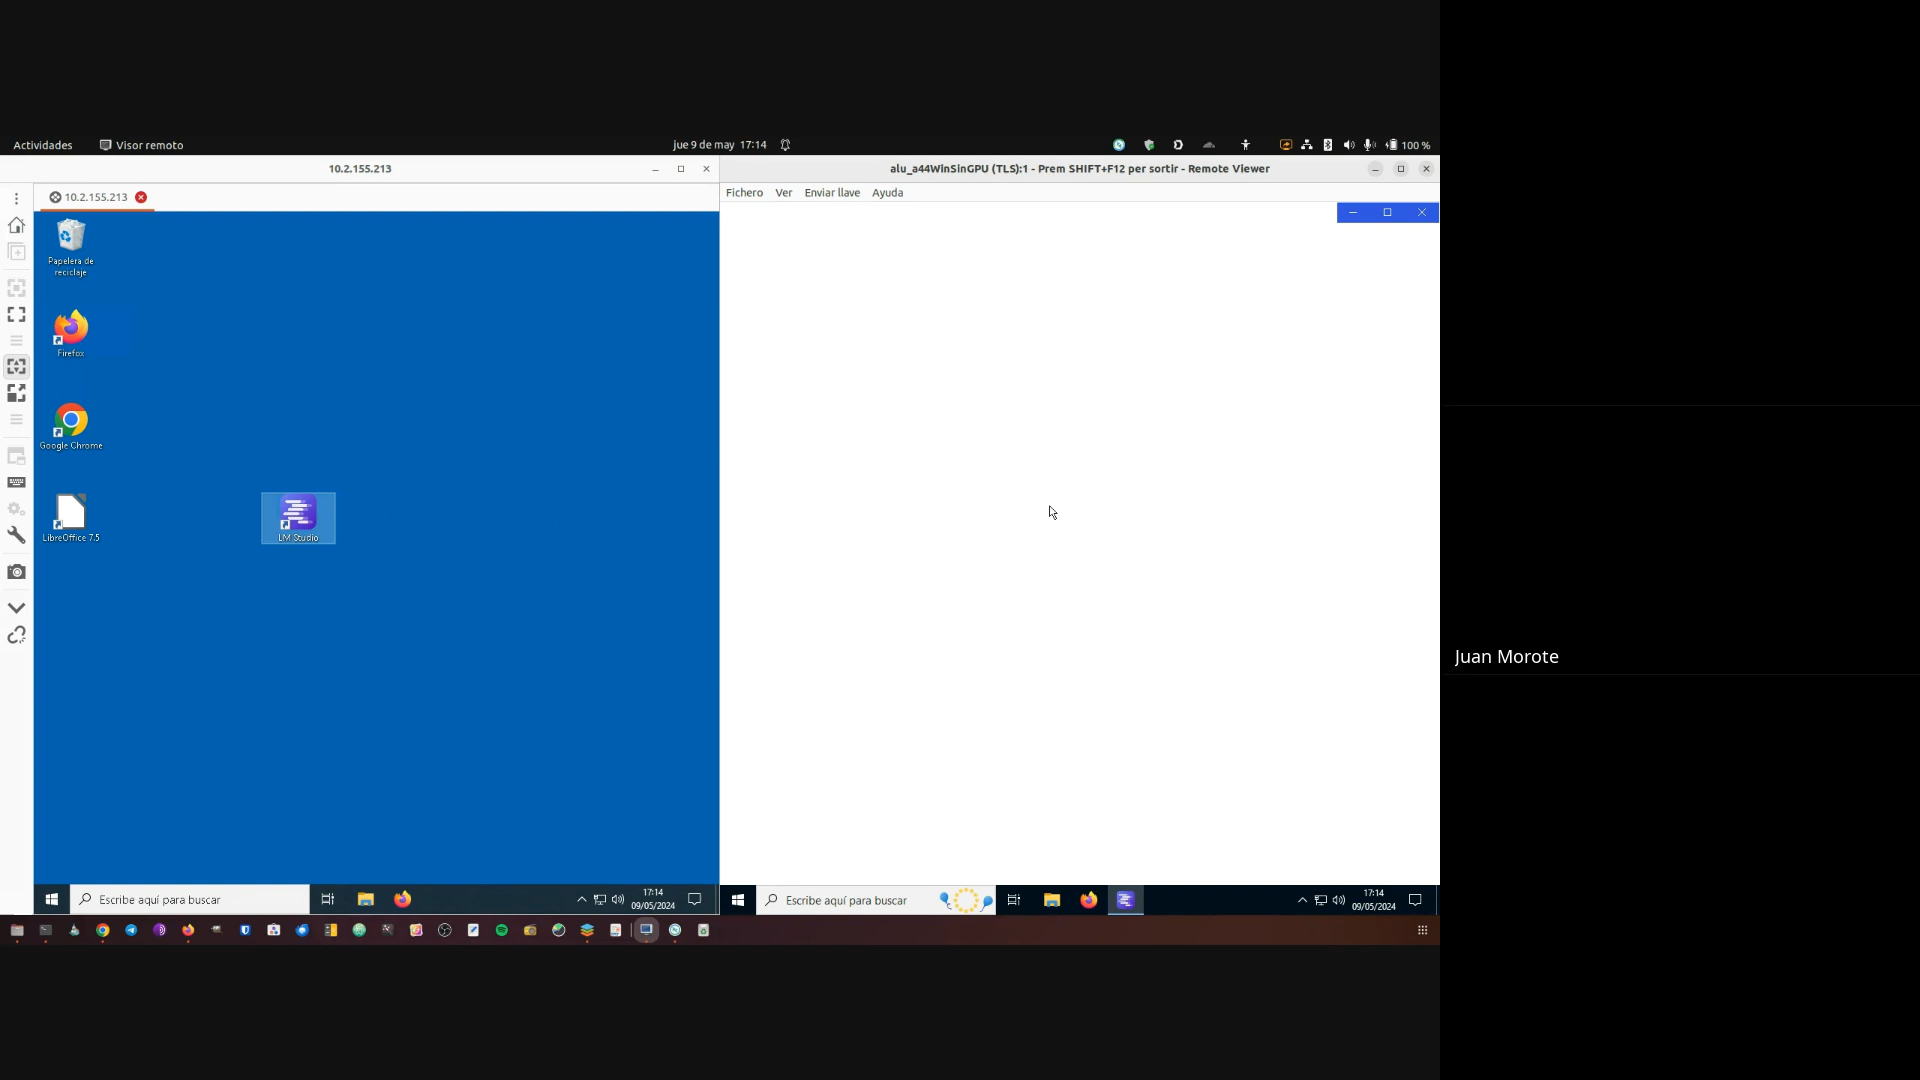 Actividades
Visor remoto
jue 9 de may 17:14
100 %
10.2.155.213
alu_a44WinSinGPU (TLS):1 - Prem SHIFT+F12 per sortir - Remote Viewer
10.2.155.213
Fichero Ver Enviar llave Ayuda
Papelera de
reciclaje
Firefox
Google Chrome
LibreOffice 7.5
LM Studio
Juan Morote
Escribe aquí para buscar
17:14
09/05/2024
Escribe aquí para buscar
17:14
09/05/2024